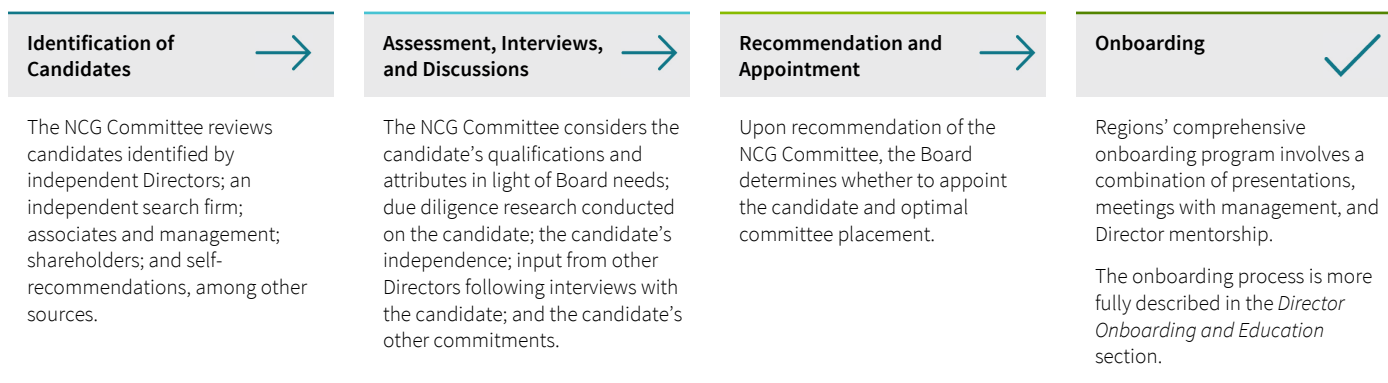 Identification of
Candidates
The NCG Committee reviews
candidates identified by
independent Directors; an
independent search firm;
associates and management;
shareholders; and self-
recommendations, among other
sources.
Assessment, Interviews,
and Discussions
The NCG Committee considers the
candidate’s qualifications and
attributes in light of Board needs;
due diligence research conducted
on the candidate; the candidate’s
independence; input from other
Directors following interviews with
the candidate; and the candidate’s
other commitments.
Recommendation and
Appointment
Upon recommendation of the
NCG Committee, the Board
determines whether to appoint
the candidate and optimal
committee placement.
Onboarding
Regions’ comprehensive
onboarding program involves a
combination of presentations,
meetings with management, and
Director mentorship.
The onboarding process is more
fully described in the Director
Onboarding and Education
section.